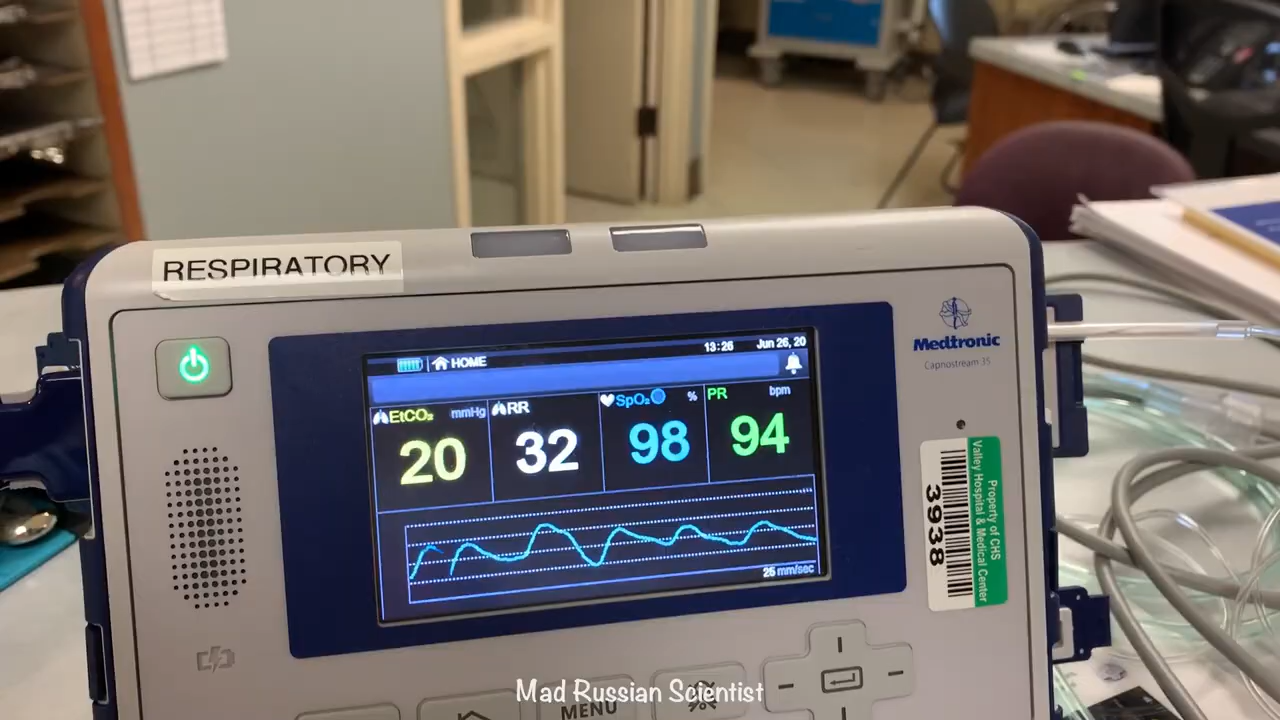 RESPIRATORY
Medtronic
Capnostream 35
HOME
13:26 Jun 26, 20
EtCO₂ mmHg
20
RR
32
SpO₂ %
98
PR bpm
94
25 mm/sec
Property of CHS
Valley Hospital & Medical Center
3938
MENU
Mad Russian Scientist